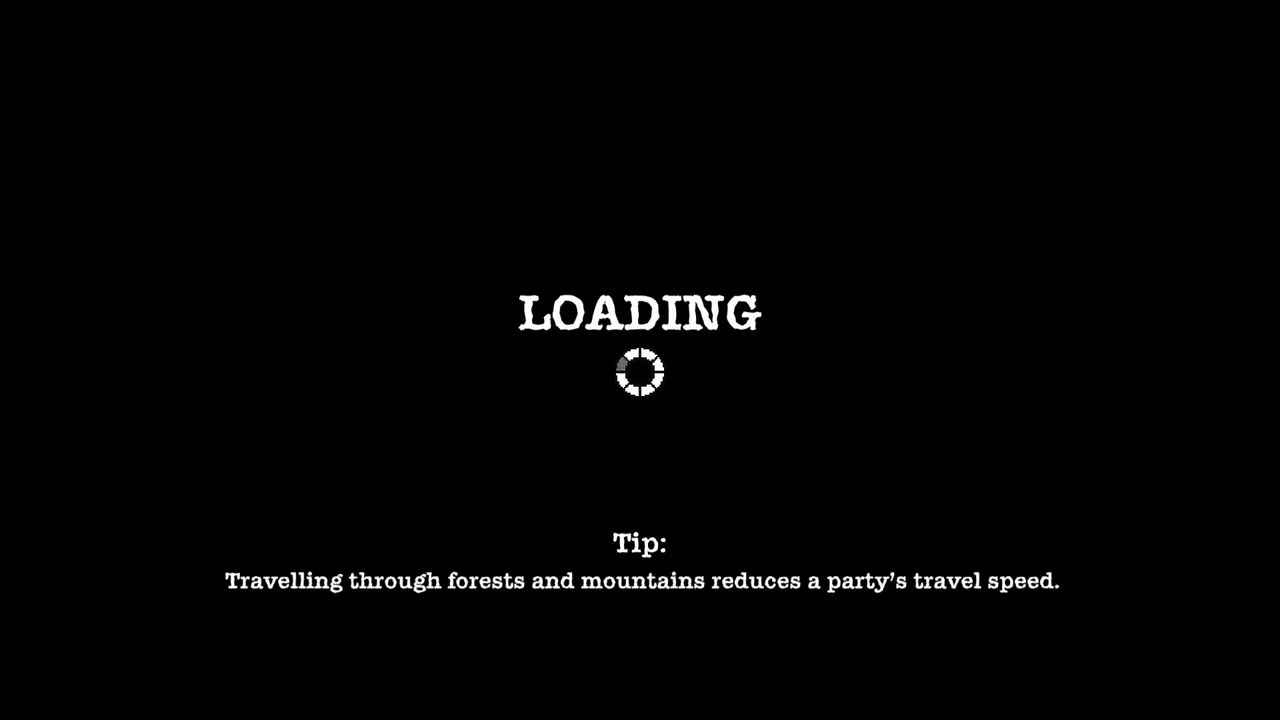 LOADING
Tip:
Travelling through forests and mountains reduces a party’s travel speed.